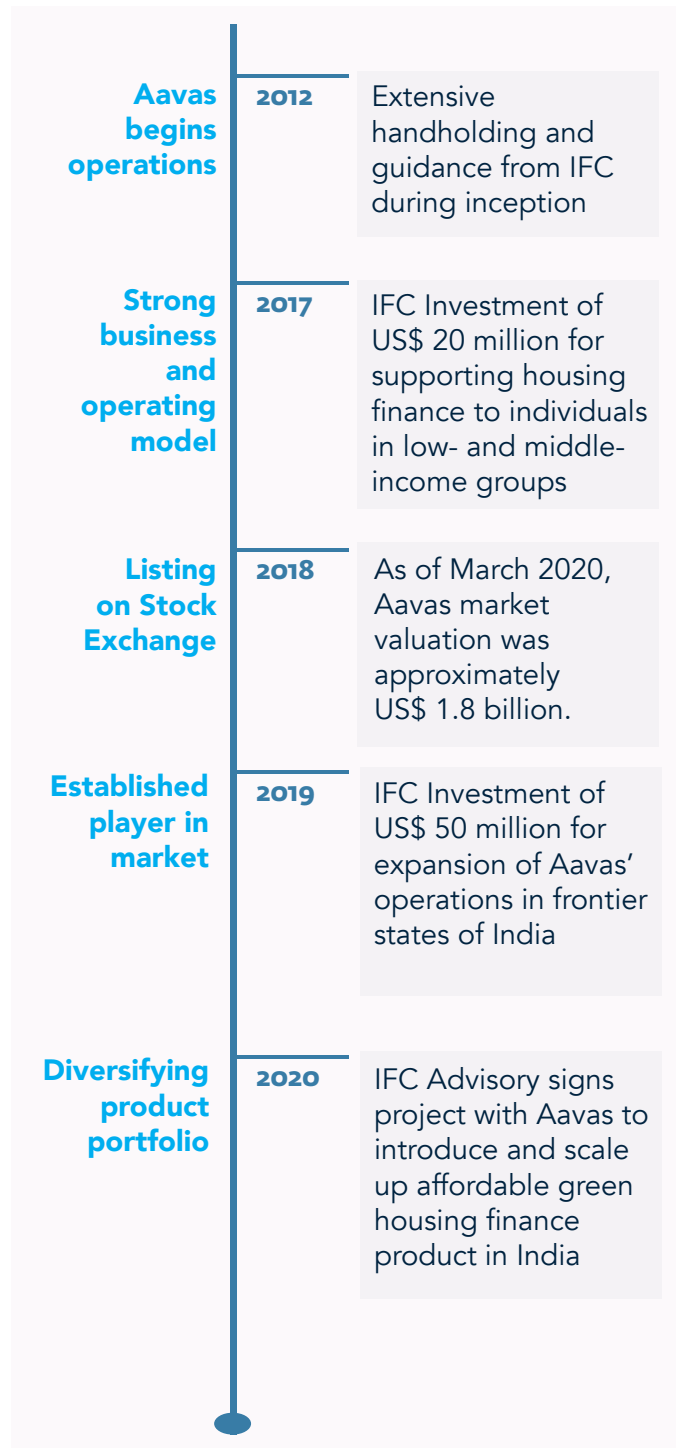 Aavas
begins
operations
2012
Extensive
handholding and
guidance from IFC
during inception
Strong
business
and
operating
model
2017
IFC Investment of
US$ 20 million for
supporting housing
finance to individuals
in low- and middle-
income groups
Listing
on Stock
Exchange
2018
As of March 2020,
Aavas market
valuation was
approximately
US$ 1.8 billion.
Established
player in
market
2019
IFC Investment of
US$ 50 million for
expansion of Aavas’
operations in frontier
states of India
Diversifying
product
portfolio
2020
IFC Advisory signs
project with Aavas to
introduce and scale
up affordable green
housing finance
product in India